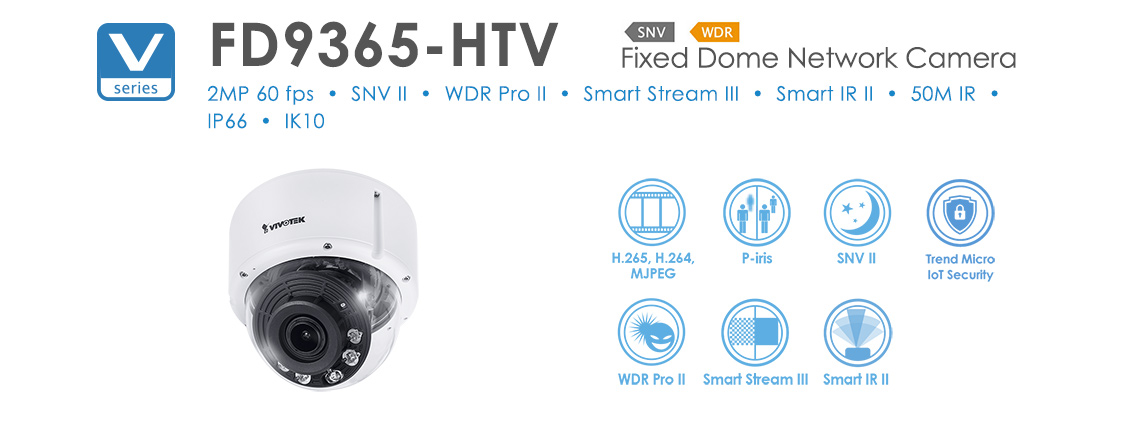 V
series
FD9365-HTV
SNV
WDR
Fixed Dome Network Camera
2MP 60 fps • SNV II • WDR Pro II • Smart Stream III • Smart IR II • 50M IR •
IP66 • IK10
VIVOTEK
H.265, H.264,
MJPEG
P-iris
SNV II
Trend Micro
IoT Security
WDR Pro II
Smart Stream III
Smart IR II